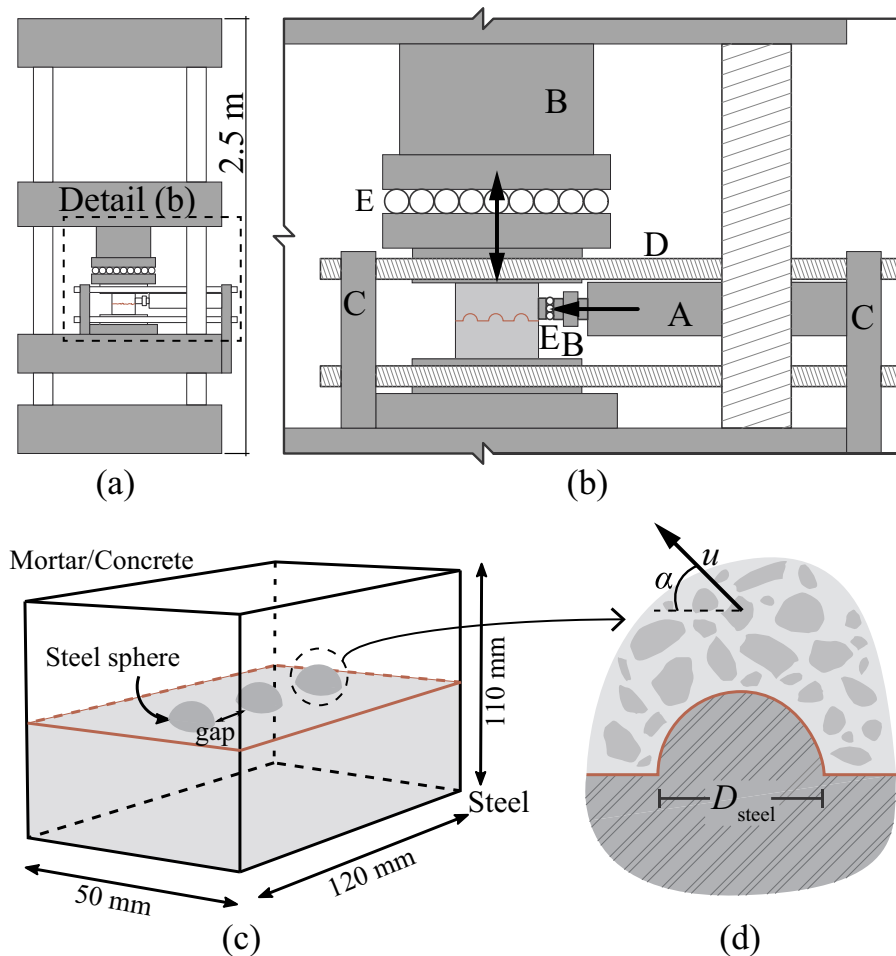 Detail (b)
2.5 m
(a)
B
E
D
C
A
C
E
B
(b)
Mortar/Concrete
Steel sphere
gap
110 mm
Steel
120 mm
50 mm
(c)
u
α
D steel
(d)